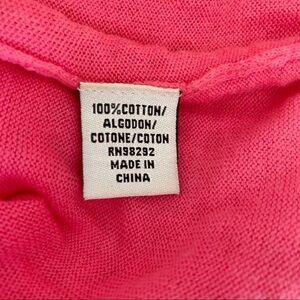 100%COTTON/
ALGODON/
COTONE/COTON
RN98292
MADE IN
CHINA